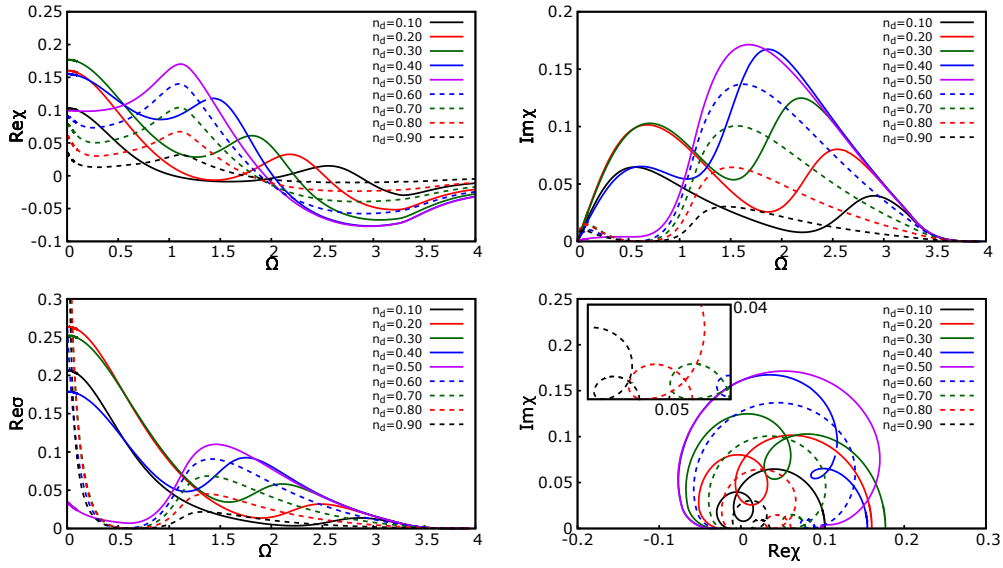 0.25
0.2
0.15
0.1
0.05
0
-0.05
-0.1
0 0.5 1 1.5 2 2.5 3 3.5 4
Reχ
Ω
n_d=0.10
n_d=0.20
n_d=0.30
n_d=0.40
n_d=0.50
n_d=0.60
n_d=0.70
n_d=0.80
n_d=0.90
0.2
0.15
0.1
0.05
0
0 0.5 1 1.5 2 2.5 3 3.5 4
Imχ
Ω
n_d=0.10
n_d=0.20
n_d=0.30
n_d=0.40
n_d=0.50
n_d=0.60
n_d=0.70
n_d=0.80
n_d=0.90
0.3
0.25
0.2
0.15
0.1
0.05
0
0 0.5 1 1.5 2 2.5 3 3.5 4
Reσ
Ω
n_d=0.10
n_d=0.20
n_d=0.30
n_d=0.40
n_d=0.50
n_d=0.60
n_d=0.70
n_d=0.80
n_d=0.90
0.25
0.2
0.15
0.1
0.05
0
-0.2 -0.1 0 0.1 0.2 0.3
Imχ
Reχ
0.04
0.05
n_d=0.10
n_d=0.20
n_d=0.30
n_d=0.40
n_d=0.50
n_d=0.60
n_d=0.70
n_d=0.80
n_d=0.90